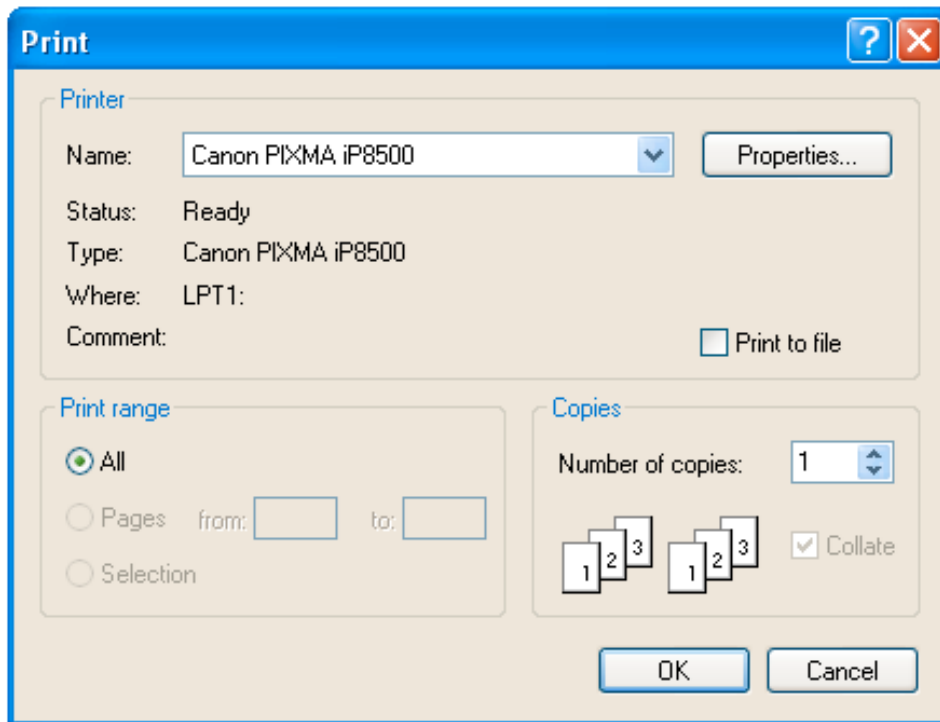 Print
Printer
Name: Canon PIXMA iP8500 Properties...
Status: Ready
Type: Canon PIXMA iP8500
Where: LPT1:
Comment: Print to file
Print range
All
Pages from: to:
Selection
Copies
Number of copies: 1
1 2 3 1 2 3 Collate
OK Cancel